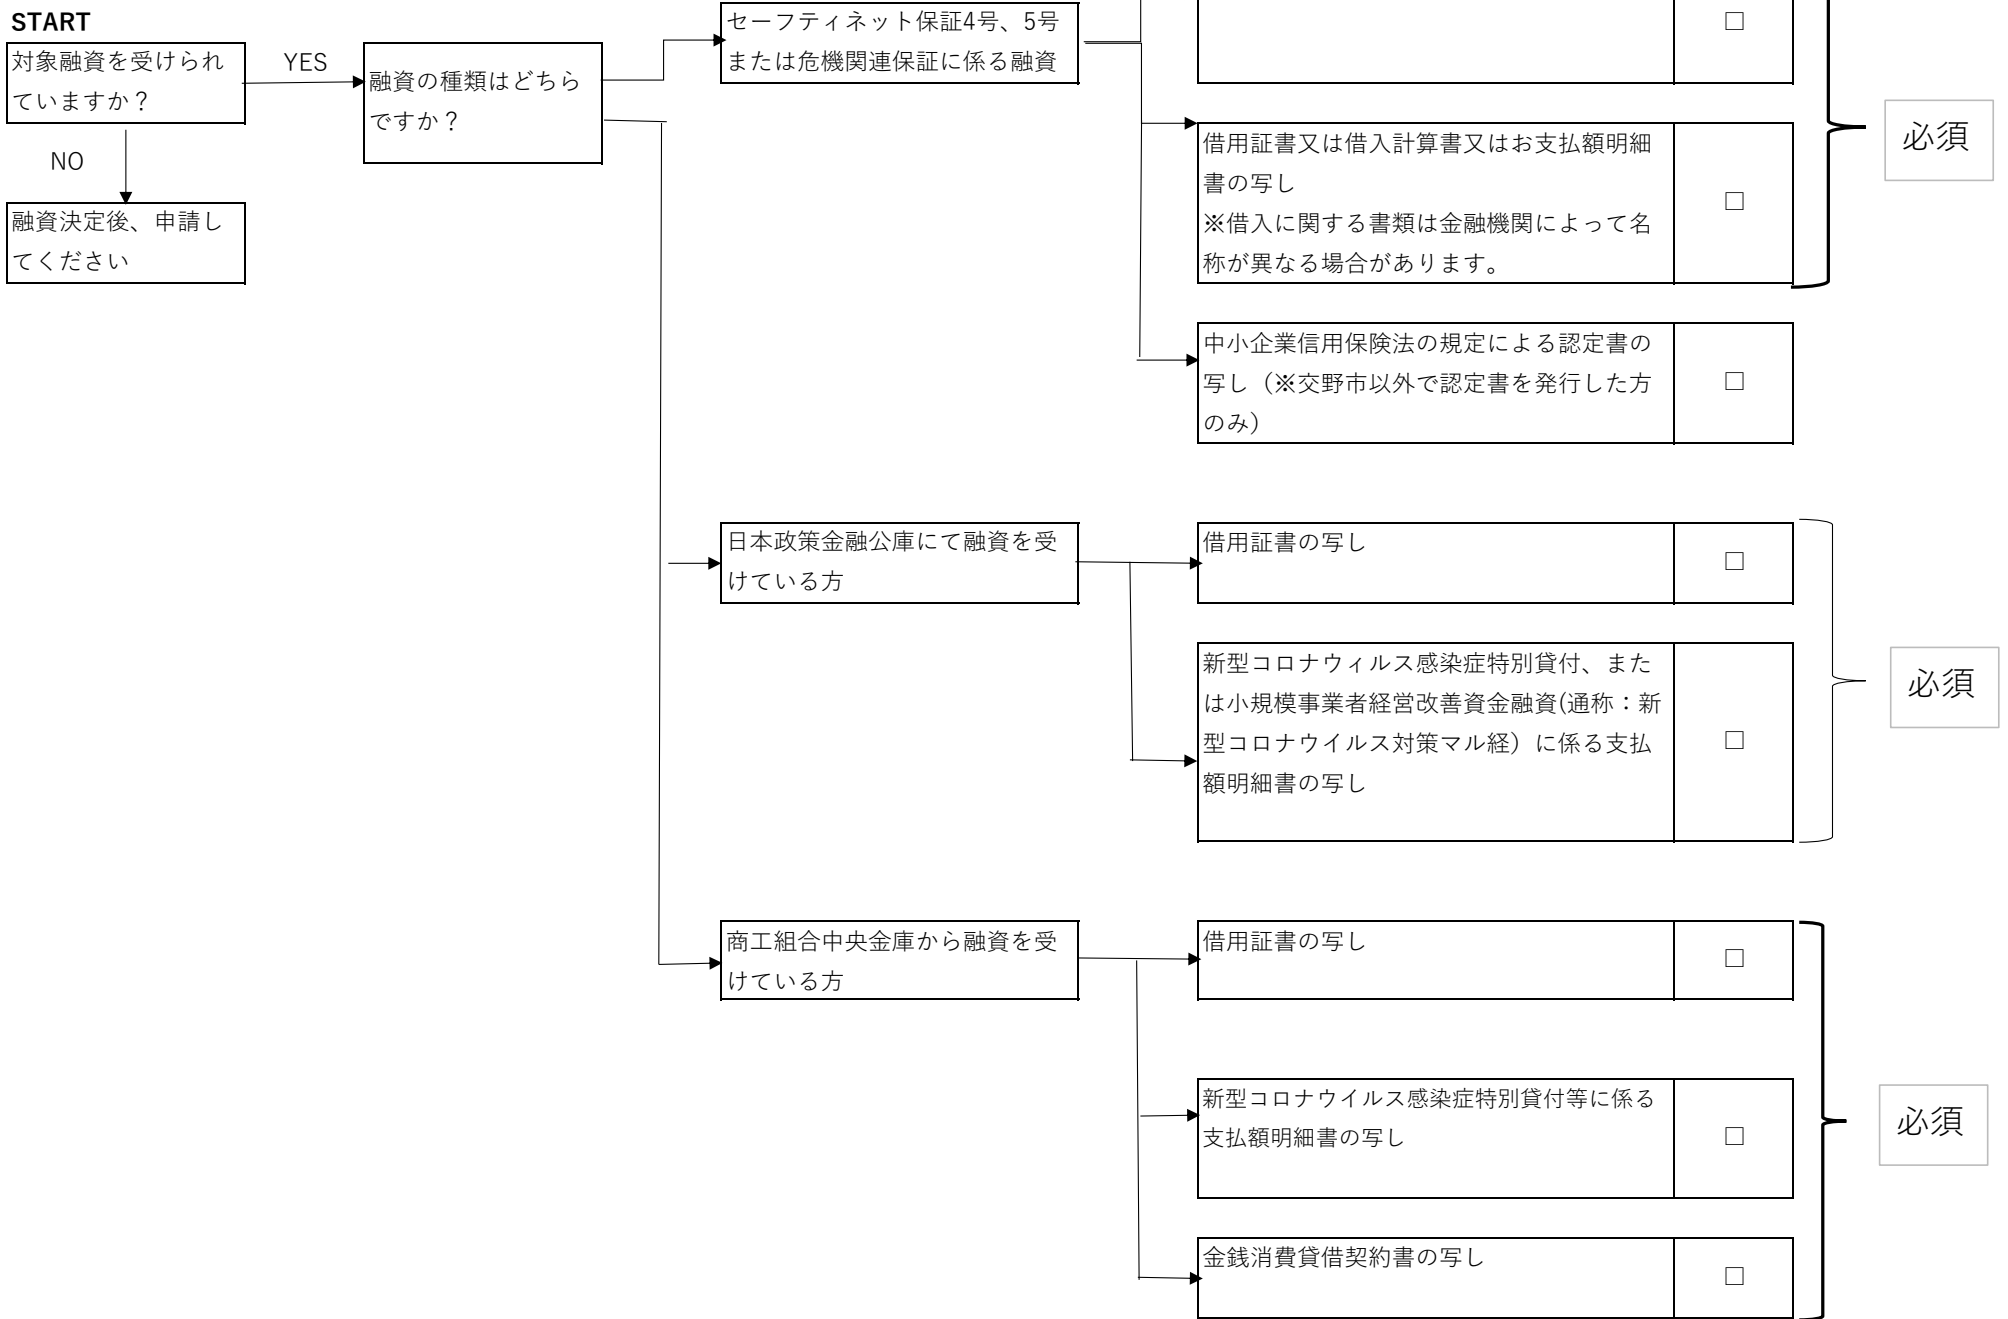 START
対象融資を受けられ
ていますか？
YES
NO
融資決定後、申請し
てください
融資の種類はどちら
ですか？
セーフティネット保証4号、5号
または危機関連保証に係る融資
□
借用証書又は借入計算書又はお支払額明細
書の写し
※借入に関する書類は金融機関によって名
称が異なる場合があります。
□
必須
中小企業信用保険法の規定による認定書の
写し（※交野市以外で認定書を発行した方
のみ）
□
日本政策金融公庫にて融資を受
けている方
借用証書の写し
□
新型コロナウィルス感染症特別貸付、また
は小規模事業者経営改善資金融資(通称：新
型コロナウイルス対策マル経）に係る支払
額明細書の写し
□
必須
商工組合中央金庫から融資を受
けている方
借用証書の写し
□
新型コロナウイルス感染症特別貸付等に係る
支払額明細書の写し
□
必須
金銭消費貸借契約書の写し
□